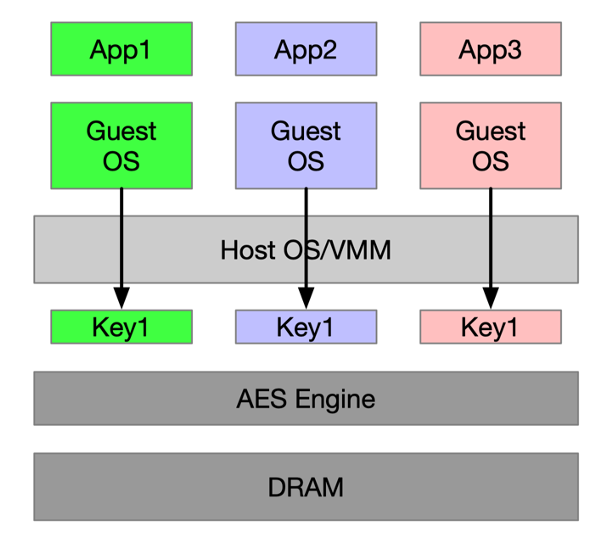 App1
App2
App3
Guest
OS
Guest
OS
Guest
OS
Host OS/VMM
Key1
Key1
Key1
AES Engine
DRAM